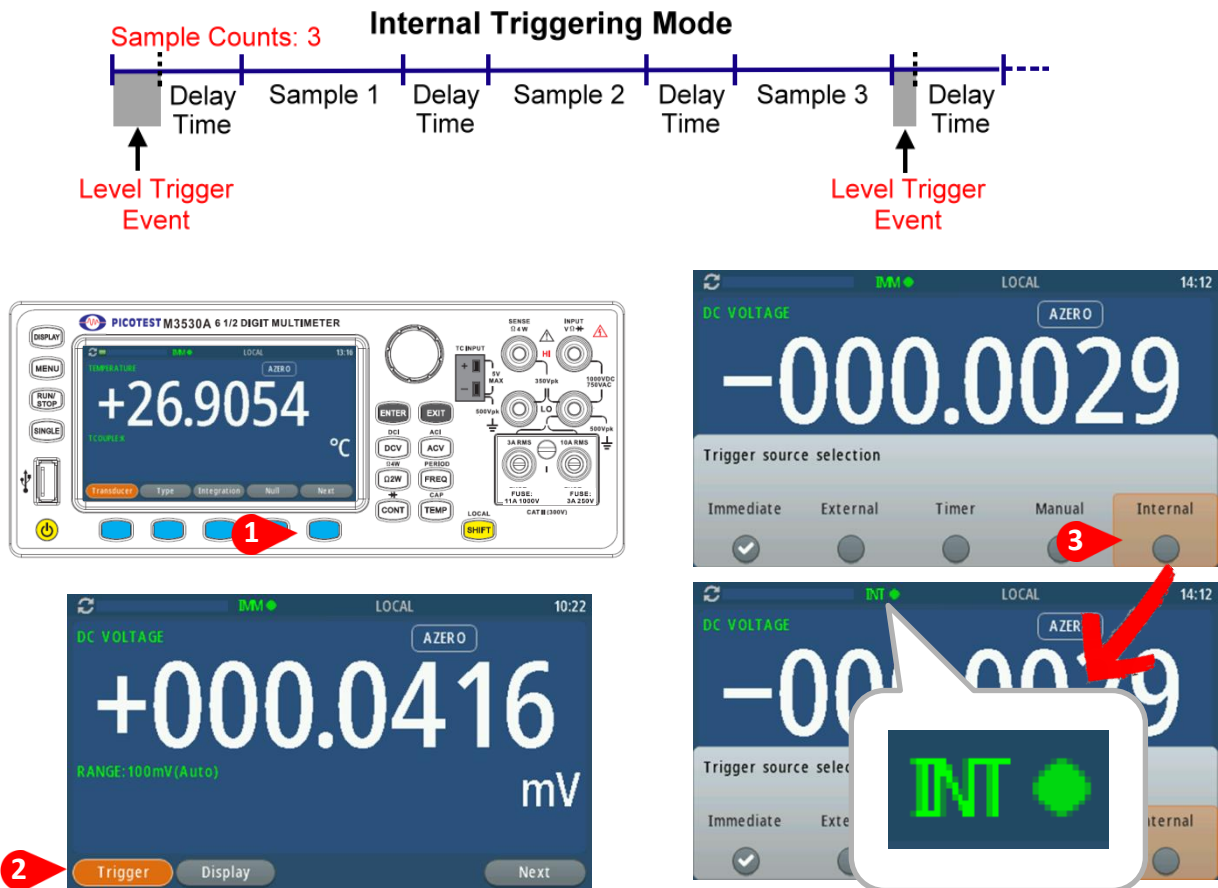 Internal Triggering Mode
Sample Counts: 3
Delay Time
Sample 1
Delay Time
Sample 2
Delay Time
Sample 3
Delay Time
Level Trigger Event
Level Trigger Event
PICOTEST M3530A 6 1/2 DIGIT MULTIMETER
DISPLAY
MENU
RUN/STOP
SINGLE
IMM LOCAL 13:16
TEMPERATURE AZERO
+26.9054
TCOUPLE:K
°C
Transducer Type Integration Null Next
1
ENTER EXIT
DCI ACI
DCV ACV
Ω4W PERIOD
Ω2W FREQ
CAP
CONT TEMP
LOCAL
SHIFT
SENSE
Ω 4 W
INPUT
V Ω
TC INPUT
+
−
5V MAX
HI
350Vpk
1000VDC
750VAC
500Vpk
LO
500Vpk
3A RMS 10A RMS
I
FUSE: 11A 1000V
FUSE: 3A 250V
CAT II (300V)
IMM LOCAL 10:22
DC VOLTAGE AZERO
+000.0416
RANGE:100mV(Auto)
mV
2
Trigger Display Next
IMM LOCAL 14:12
DC VOLTAGE AZERO
−000.0029
Trigger source selection
Immediate External Timer Manual Internal
3
INT LOCAL 14:12
DC VOLTAGE
Trigger source
Immediate
INT